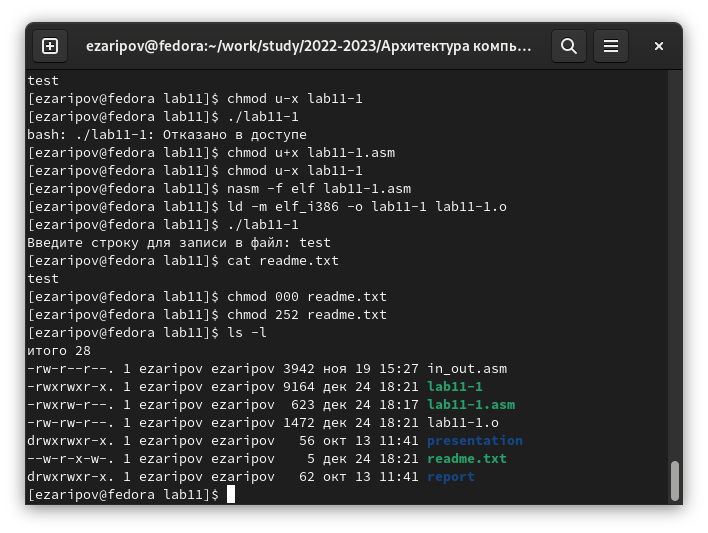 ezaripov@fedora:~/work/study/2022-2023/Архитектура компь…
test
[ezaripov@fedora lab11]$ chmod u-x lab11-1
[ezaripov@fedora lab11]$ ./lab11-1
bash: ./lab11-1: Отказано в доступе
[ezaripov@fedora lab11]$ chmod u+x lab11-1.asm
[ezaripov@fedora lab11]$ chmod u-x lab11-1
[ezaripov@fedora lab11]$ nasm -f elf lab11-1.asm
[ezaripov@fedora lab11]$ ld -m elf_i386 -o lab11-1 lab11-1.o
[ezaripov@fedora lab11]$ ./lab11-1
Введите строку для записи в файл: test
[ezaripov@fedora lab11]$ cat readme.txt
test
[ezaripov@fedora lab11]$ chmod 000 readme.txt
[ezaripov@fedora lab11]$ chmod 252 readme.txt
[ezaripov@fedora lab11]$ ls -l
итого 28
-rw-r--r--. 1 ezaripov ezaripov 3942 ноя 19 15:27 in_out.asm
-rwxrwxr-x. 1 ezaripov ezaripov 9164 дек 24 18:21 lab11-1
-rwxrw-r--. 1 ezaripov ezaripov  623 дек 24 18:17 lab11-1.asm
-rw-rw-r--. 1 ezaripov ezaripov 1472 дек 24 18:21 lab11-1.o
drwxrwxr-x. 1 ezaripov ezaripov   56 окт 13 11:41 presentation
--w-r-x-w-. 1 ezaripov ezaripov    5 дек 24 18:21 readme.txt
drwxrwxr-x. 1 ezaripov ezaripov   62 окт 13 11:41 report
[ezaripov@fedora lab11]$